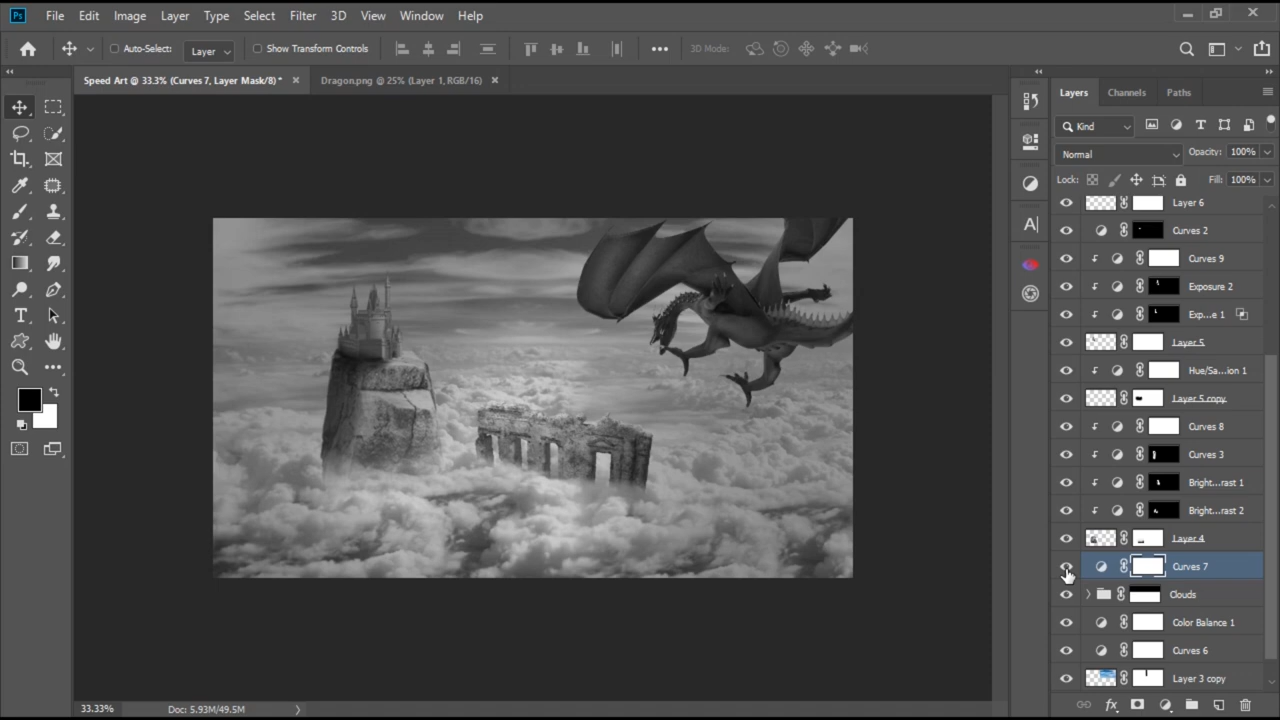 Ps File Edit Image Layer Type Select Filter 3D View Window Help
Auto-Select: Layer Show Transform Controls 3D Mode:
Speed Art @ 33.3% (Curves 7, Layer Mask/8) * Dragon.png @ 25% (Layer 1, RGB/16)
Layers Channels Paths
Kind
Normal Opacity: 100%
Lock: Fill: 100%
Layer 6
Curves 2
Curves 9
Exposure 2
Exp...e 1
Layer 5
Hue/Sa...ion 1
Layer 5 copy
Curves 8
Curves 3
Bright...rast 1
Bright...rast 2
Layer 4
Curves 7
Clouds
Color Balance 1
Curves 6
Layer 3 copy
33.33% Doc: 5.93M/49.5M